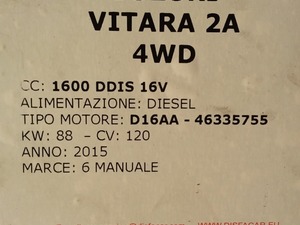 VITARA 2A
4WD
CC: 1600 DDIS 16V
ALIMENTAZIONE: DIESEL
TIPO MOTORE: D16AA - 46335755
KW: 88 - CV: 120
ANNO: 2015
MARCE: 6 MANUALE